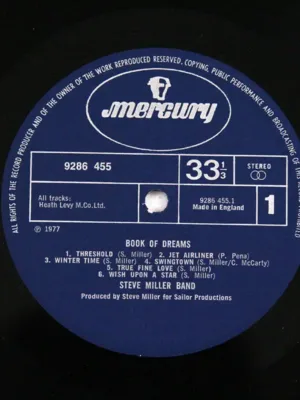 ALL RIGHTS OF THE RECORD PRODUCER AND OF THE OWNER OF THE WORK REPRODUCED RESERVED. COPYING, PUBLIC PERFORMANCE AND BROADCASTING OF
mercury
9286 455
33 1/3
STEREO
All tracks:
Heath Levy M.Co.Ltd.
9286 455.1
Made in England
1
℗ 1977
BOOK OF DREAMS
1. THRESHOLD (S. Miller) 2. JET AIRLINER (P. Pena)
3. WINTER TIME (S. Miller) 4. SWINGTOWN (S. Miller/C. McCarty)
5. TRUE FINE LOVE (S. Miller)
6. WISH UPON A STAR (S. Miller)
STEVE MILLER BAND
Produced by Steve Miller for Sailor Productions